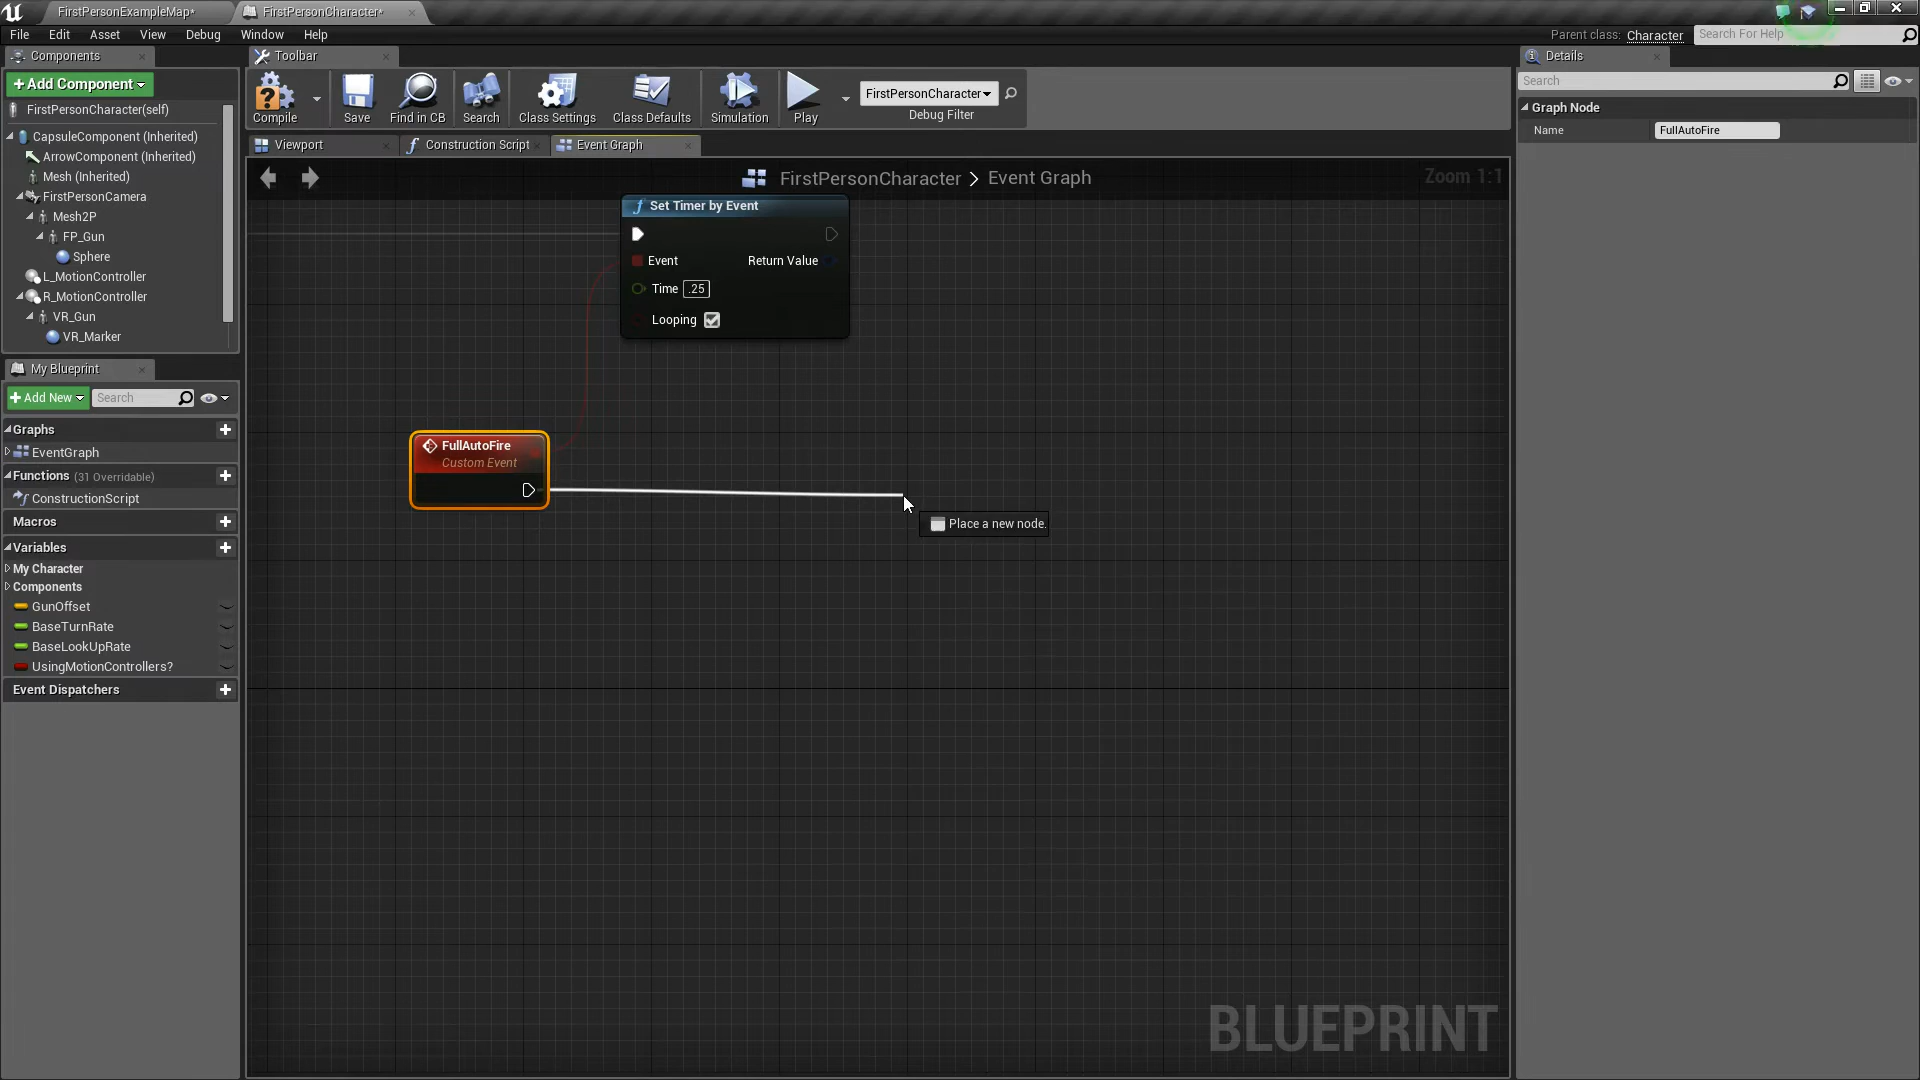 FirstPersonExampleMap*
FirstPersonCharacter*
File Edit Asset View Debug Window Help
Parent class: Character
Search For Help
Components
Toolbar
Details
+Add Component
FirstPersonCharacter(self)
CapsuleComponent (Inherited)
ArrowComponent (Inherited)
Mesh (Inherited)
FirstPersonCamera
Mesh2P
FP_Gun
Sphere
L_MotionController
R_MotionController
VR_Gun
VR_Marker
Compile
Save
Find in CB
Search
Class Settings
Class Defaults
Simulation
Play
FirstPersonCharacter
Debug Filter
Viewport
Construction Script
Event Graph
FirstPersonCharacter > Event Graph
Zoom 1:1
Set Timer by Event
Event
Return Value
Time .25
Looping
FullAutoFire
Custom Event
Place a new node.
BLUEPRINT
My Blueprint
+Add New
Search
Graphs
EventGraph
Functions (31 Overridable)
ConstructionScript
Macros
Variables
My Character
Components
GunOffset
BaseTurnRate
BaseLookUpRate
UsingMotionControllers?
Event Dispatchers
Search
Graph Node
Name
FullAutoFire